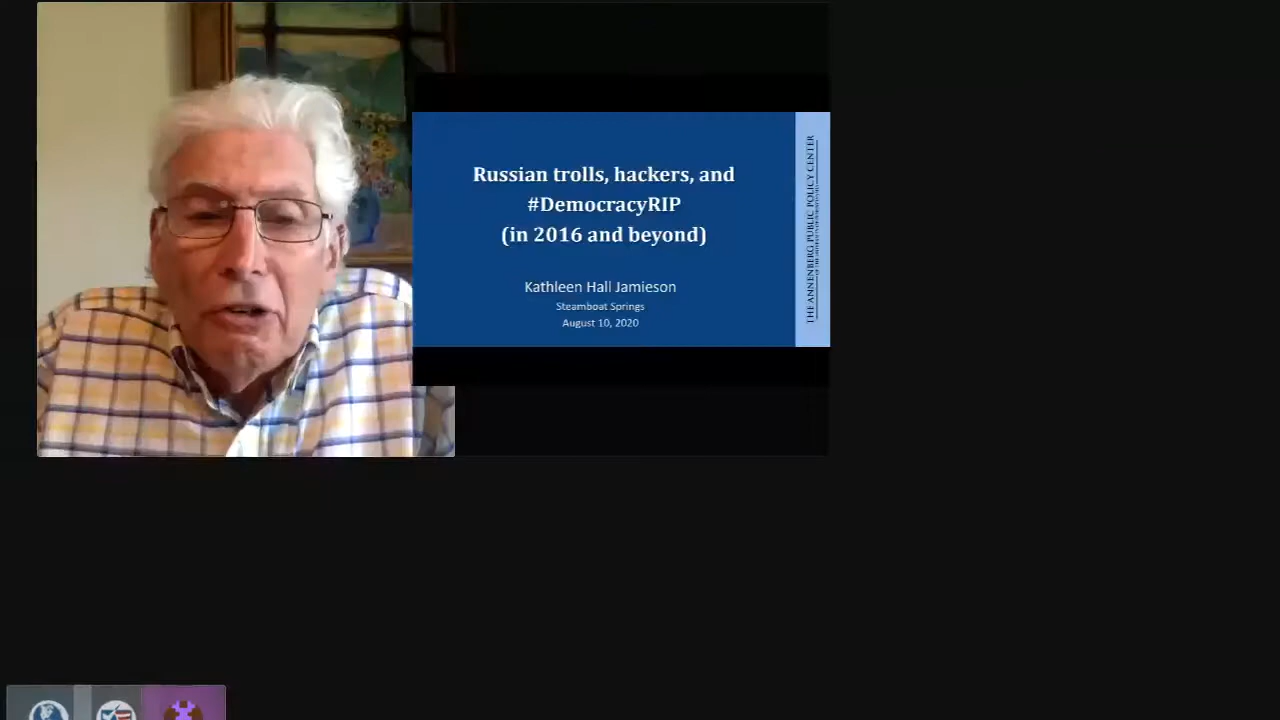 Russian trolls, hackers, and
#DemocracyRIP
(in 2016 and beyond)
Kathleen Hall Jamieson
Steamboat Springs
August 10, 2020
THE ANNENBERG PUBLIC POLICY CENTER